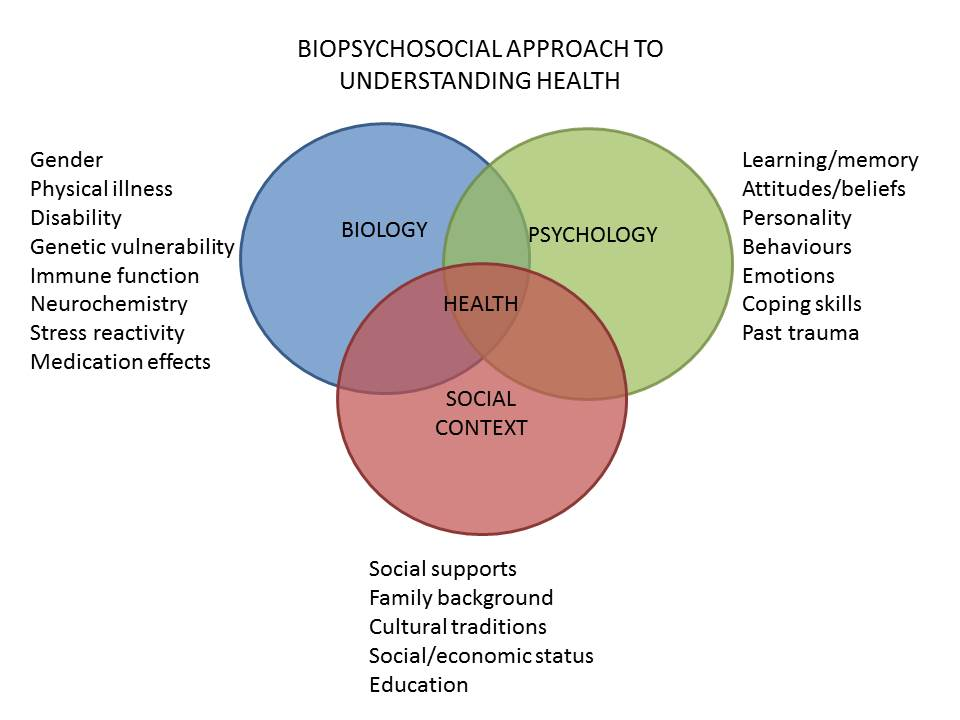 BIOPSYCHOSOCIAL APPROACH TO
UNDERSTANDING HEALTH
Gender
Physical illness
Disability
Genetic vulnerability
Immune function
Neurochemistry
Stress reactivity
Medication effects
BIOLOGY
PSYCHOLOGY
HEALTH
SOCIAL
CONTEXT
Learning/memory
Attitudes/beliefs
Personality
Behaviours
Emotions
Coping skills
Past trauma
Social supports
Family background
Cultural traditions
Social/economic status
Education